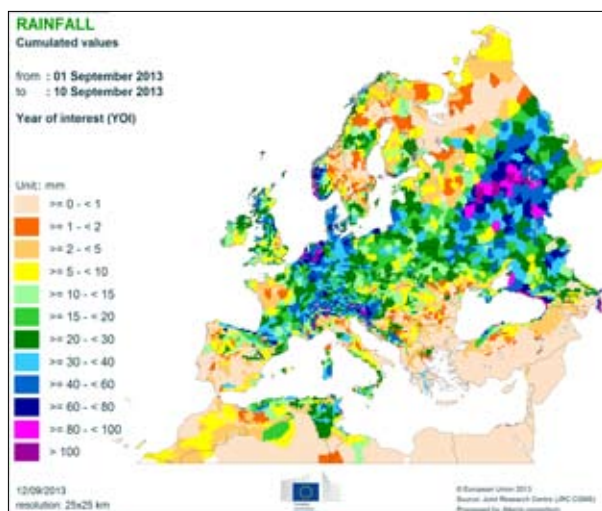 RAINFALL
Cumulated values
from : 01 September 2013
to : 10 September 2013
Year of interest (YOI)
Unit: mm
>= 0 - < 1
>= 1 - < 2
>= 2 - < 5
>= 5 - < 10
>= 10 - < 15
>= 15 - < 20
>= 20 - < 30
>= 30 - < 40
>= 40 - < 60
>= 60 - < 80
>= 80 - < 100
> 100
12/09/2013
resolution: 25x25 km
© European Union 2013
Source: Joint Research Centre (JRC